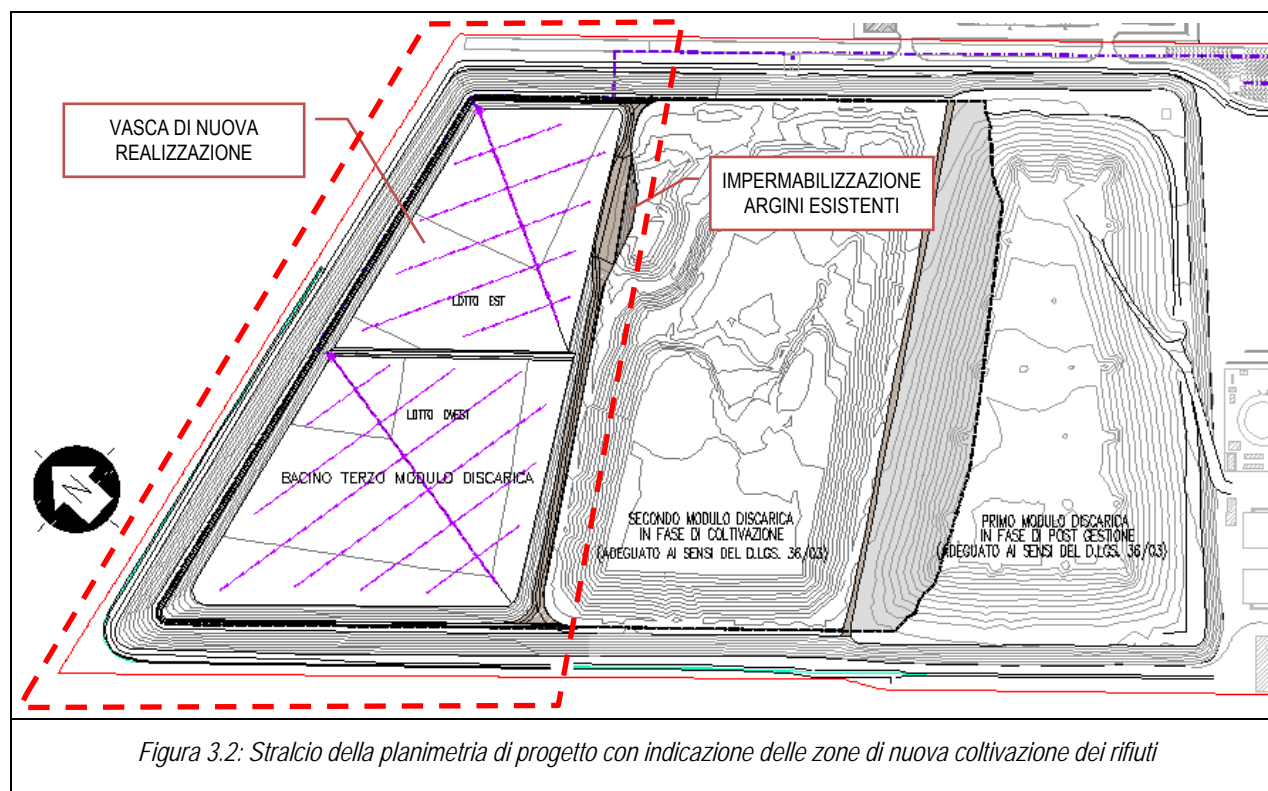 VASCA DI NUOVA
REALIZZAZIONE
IMPERMABILIZZAZIONE
ARGINI ESISTENTI
LOTTO EST
LOTTO OVEST
BACINO TERZO MODULO DISCARICA
N
SECONDO MODULO DISCARICA
IN FASE DI COLTIVAZIONE
(ADEGUATO AI SENSI DEL D.LGS. 36/03)
PRIMO MODULO DISCARICA
IN FASE DI POST GESTIONE
(ADEGUATO AI SENSI DEL D.LGS. 36/03)
Figura 3.2: Stralcio della planimetria di progetto con indicazione delle zone di nuova coltivazione dei rifiuti